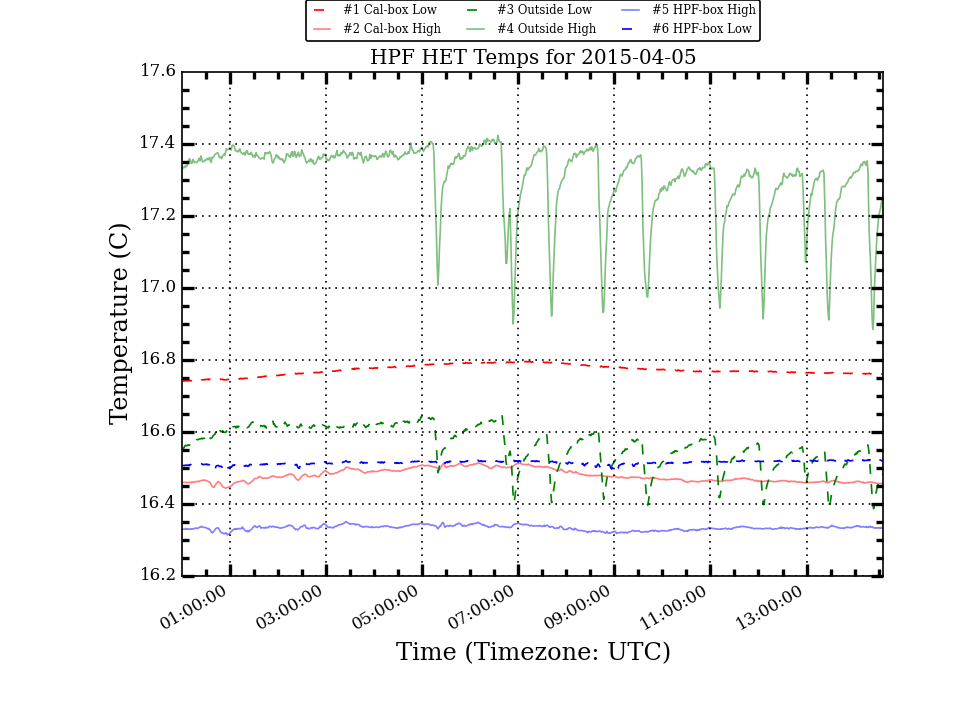 #1 Cal-box Low #3 Outside Low #5 HPF-box High
#2 Cal-box High #4 Outside High #6 HPF-box Low
HPF HET Temps for 2015-04-05
17.6
17.4
17.2
17.0
16.8
16.6
16.4
16.2
Temperature (C)
01:00:00 03:00:00 05:00:00 07:00:00 09:00:00 11:00:00 13:00:00
Time (Timezone: UTC)